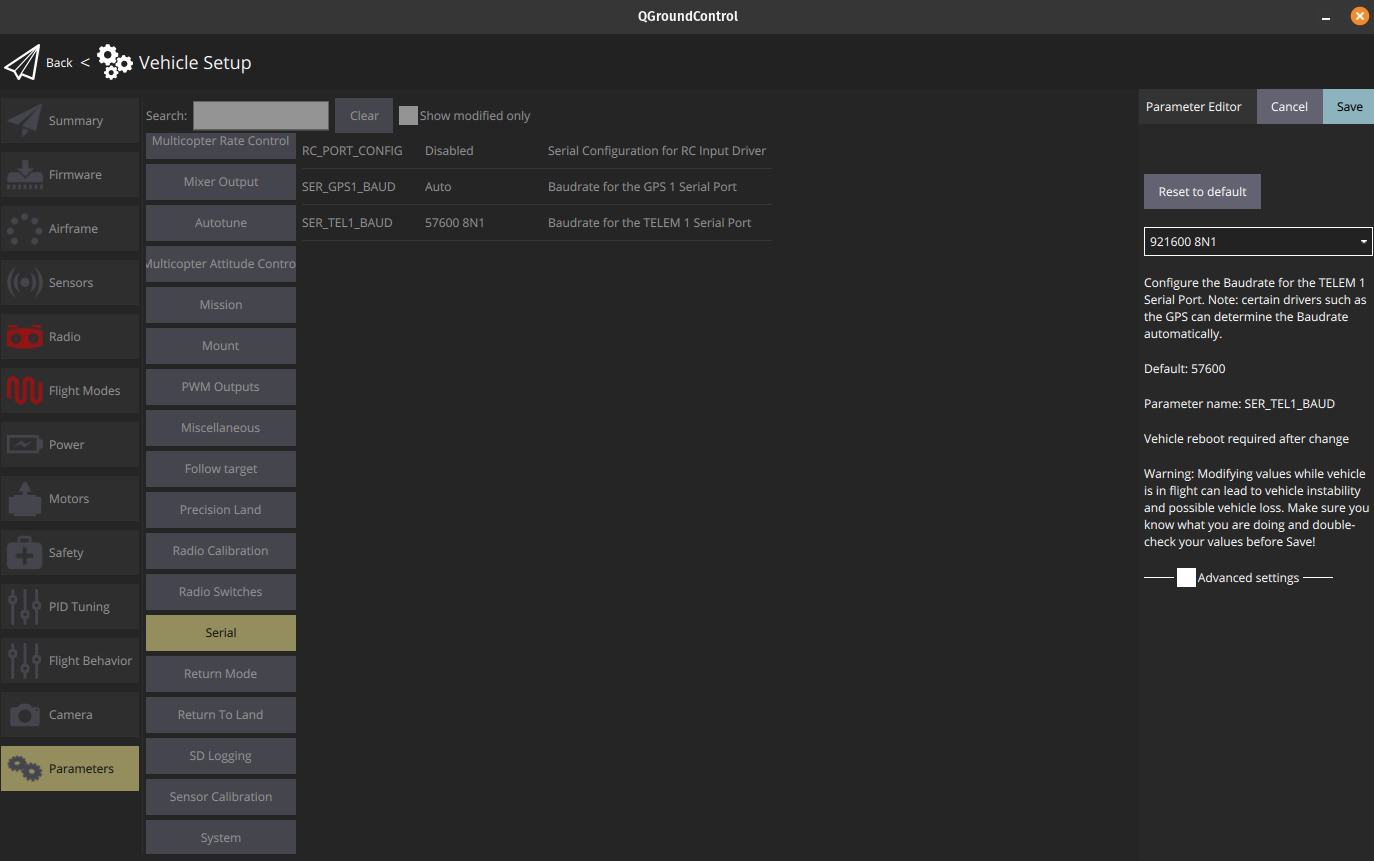 QGroundControl
Back < Vehicle Setup
Summary
Firmware
Airframe
Sensors
Radio
Flight Modes
Power
Motors
Safety
PID Tuning
Flight Behavior
Camera
Parameters
Search:
Clear
Show modified only
Multicopter Rate Control
Mixer Output
Autotune
Multicopter Attitude Contro
Mission
Mount
PWM Outputs
Miscellaneous
Follow target
Precision Land
Radio Calibration
Radio Switches
Serial
Return Mode
Return To Land
SD Logging
Sensor Calibration
System
RC_PORT_CONFIG Disabled Serial Configuration for RC Input Driver
SER_GPS1_BAUD Auto Baudrate for the GPS 1 Serial Port
SER_TEL1_BAUD 57600 8N1 Baudrate for the TELEM 1 Serial Port
Parameter Editor
Cancel
Save
Reset to default
921600 8N1
Configure the Baudrate for the TELEM 1
Serial Port. Note: certain drivers such as
the GPS can determine the Baudrate
automatically.
Default: 57600
Parameter name: SER_TEL1_BAUD
Vehicle reboot required after change
Warning: Modifying values while vehicle
is in flight can lead to vehicle instability
and possible vehicle loss. Make sure you
know what you are doing and double-
check your values before Save!
Advanced settings